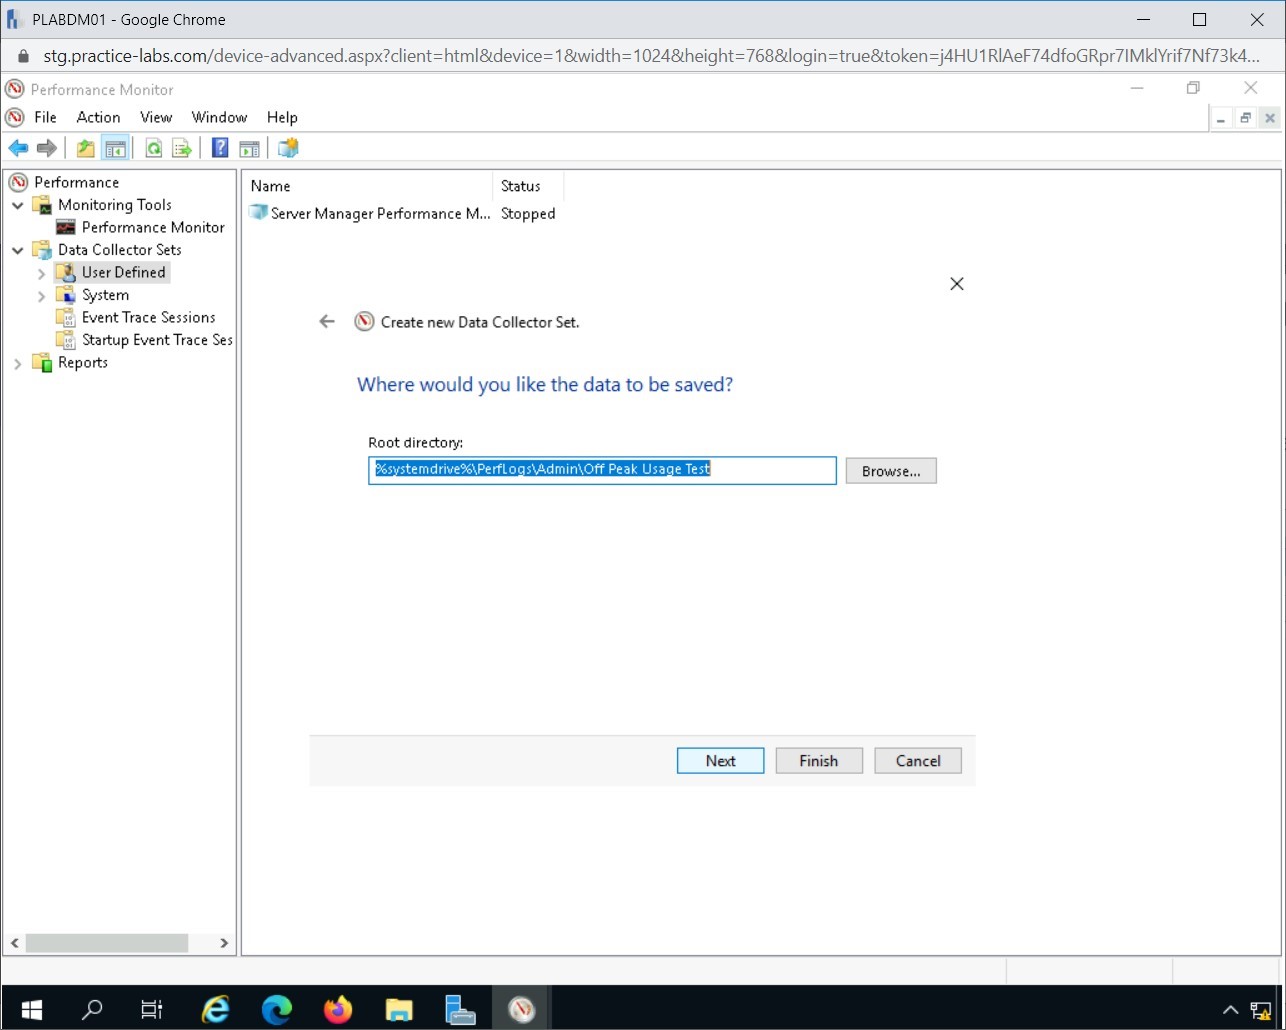 PLABDM01 - Google Chrome
stg.practice-labs.com/device-advanced.aspx?client=html&device=1&width=1024&height=768&login=true&token=j4HU1RlAeF74dfoGRpr7IMklYrif7Nf73k4...
Performance Monitor
File Action View Window Help
Performance
Monitoring Tools
Performance Monitor
Data Collector Sets
User Defined
System
Event Trace Sessions
Startup Event Trace Ses
Reports
Name Status
Server Manager Performance M... Stopped
Create new Data Collector Set.
Where would you like the data to be saved?
Root directory:
%systemdrive%\PerfLogs\Admin\Off Peak Usage Test
Browse...
Next Finish Cancel